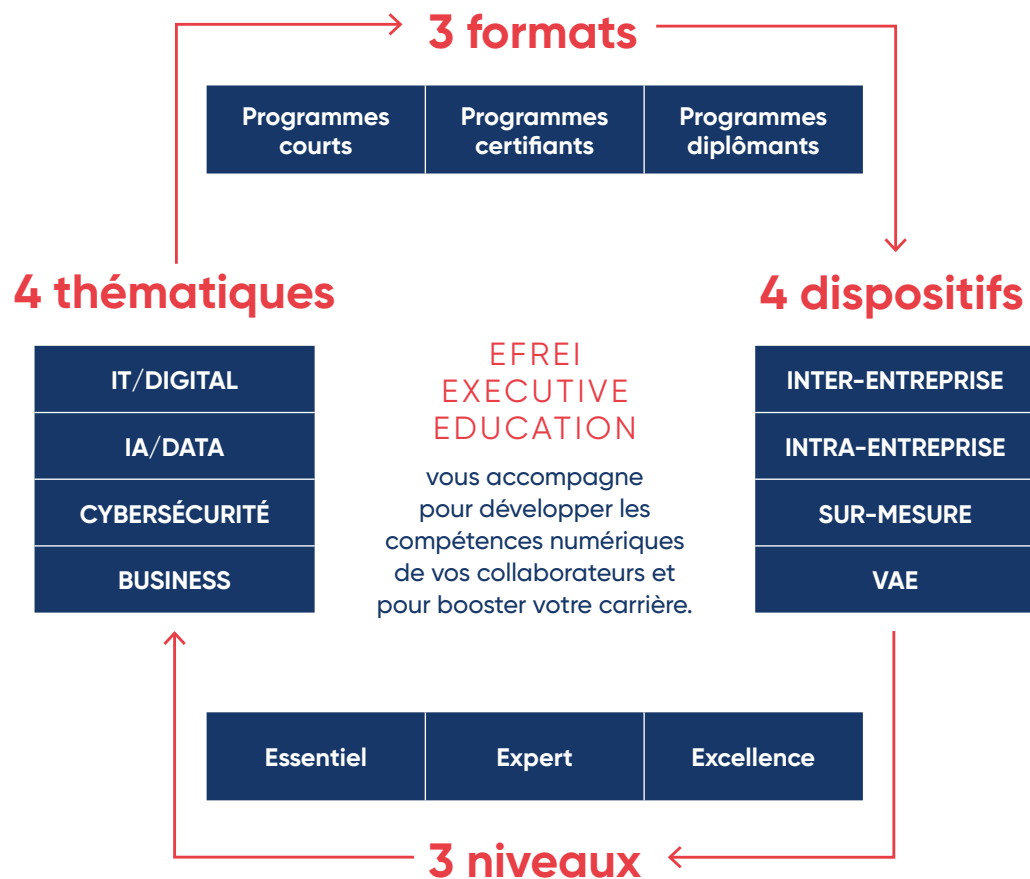 3 formats
Programmes
courts
Programmes
certifiants
Programmes
diplômants
4 thématiques
IT/DIGITAL
IA/DATA
CYBERSÉCURITÉ
BUSINESS
EFREI
EXECUTIVE
EDUCATION
vous accompagne
pour développer les
compétences numériques
de vos collaborateurs et
pour booster votre carrière.
4 dispositifs
INTER-ENTREPRISE
INTRA-ENTREPRISE
SUR-MESURE
VAE
Essentiel
Expert
Excellence
3 niveaux